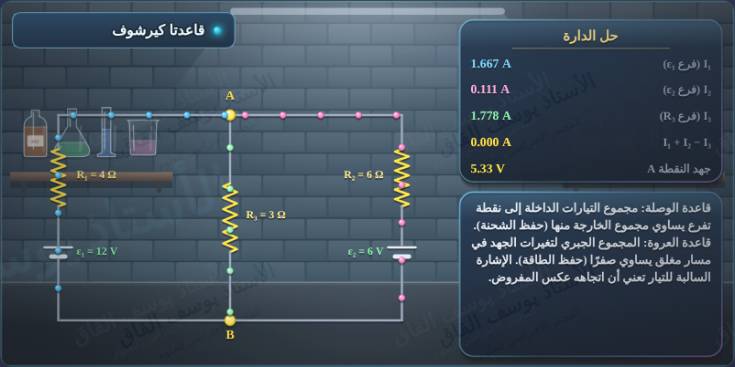 قاعدتا كيرشوف
حل الدارة
I₁ (فرع ε₁) 1.667 A
I₂ (فرع ε₂) 0.111 A
I₃ (فرع R₃) 1.778 A
I₁ + I₂ − I₃ 0.000 A
جهد النقطة A 5.33 V
قاعدة الوصلة: مجموع التيارات الداخلة إلى نقطة
تفرع يساوي مجموع الخارجة منها (حفظ الشحنة).
قاعدة العروة: المجموع الجبري لتغيرات الجهد في
مسار مغلق يساوي صفرًا (حفظ الطاقة). الإشارة
السالبة للتيار تعني أن اتجاهه عكس المفروض.
A
R₁ = 4 Ω
R₂ = 6 Ω
R₃ = 3 Ω
ε₁ = 12 V
ε₂ = 6 V
B
الأستاذ يوسف الفاق